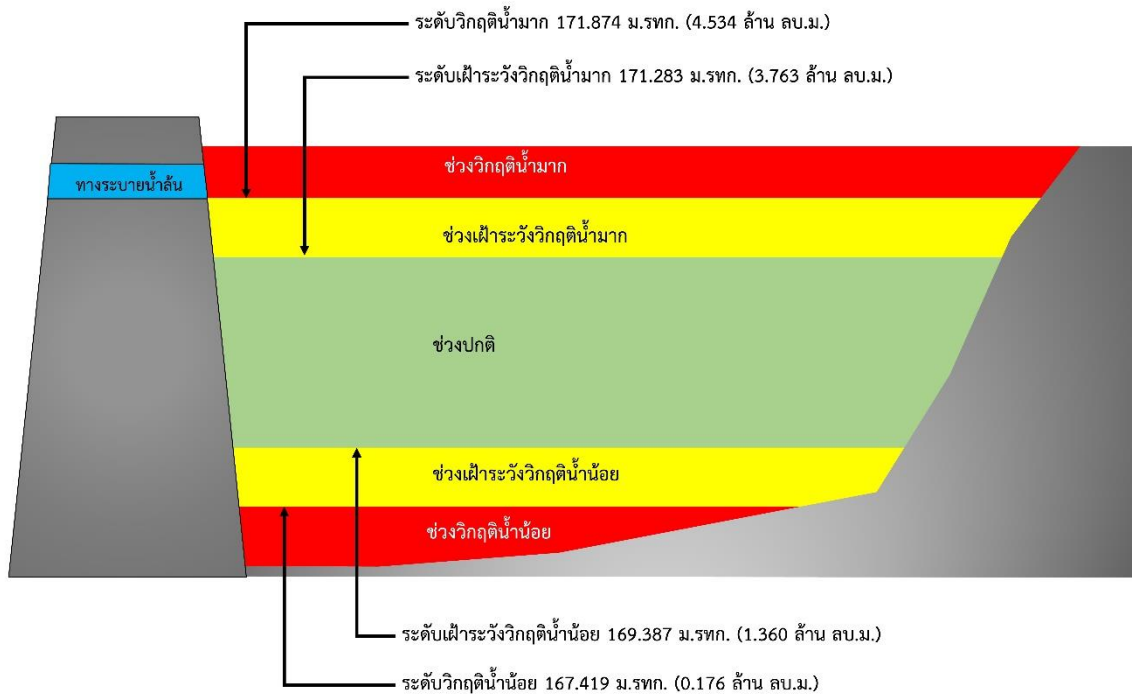 ระดับวิกฤติน้ำมาก 171.874 ม.รทก. (4.534 ล้าน ลบ.ม.)
ระดับเฝ้าระวังวิกฤติน้ำมาก 171.283 ม.รทก. (3.763 ล้าน ลบ.ม.)
ช่วงวิกฤติน้ำมาก
ทางระบายน้ำล้น
ช่วงเฝ้าระวังวิกฤติน้ำมาก
ช่วงปกติ
ช่วงเฝ้าระวังวิกฤติน้ำน้อย
ช่วงวิกฤติน้ำน้อย
ระดับเฝ้าระวังวิกฤติน้ำน้อย 169.387 ม.รทก. (1.360 ล้าน ลบ.ม.)
ระดับวิกฤติน้ำน้อย 167.419 ม.รทก. (0.176 ล้าน ลบ.ม.)